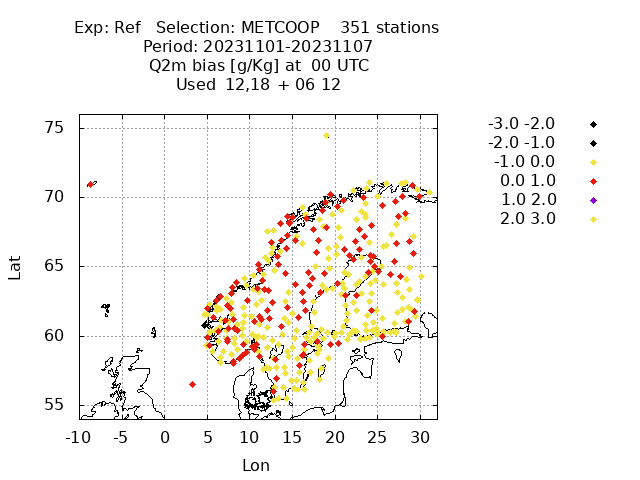 Exp: Ref   Selection: METCOOP    351 stations
Period: 20231101-20231107
Q2m bias [g/Kg] at  00 UTC
Used  12,18 + 06 12
-3.0 -2.0
-2.0 -1.0
-1.0 0.0
0.0 1.0
1.0 2.0
2.0 3.0
75
70
65
60
55
Lat
-10 -5 0 5 10 15 20 25 30
Lon